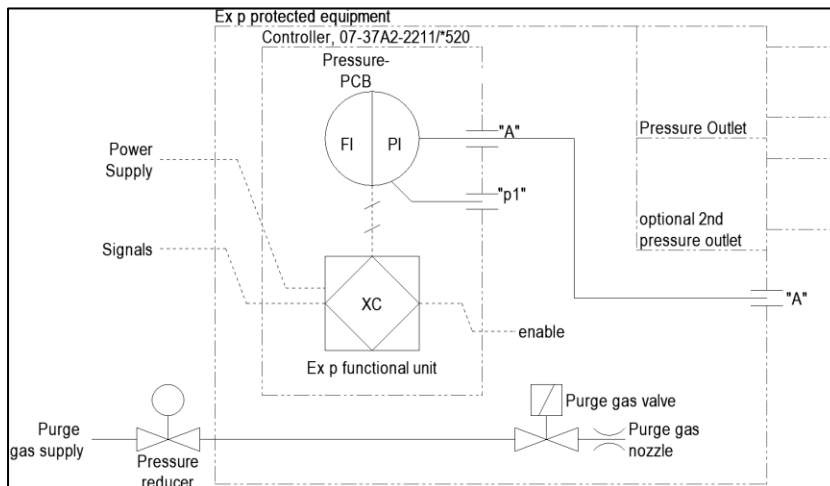 Ex p protected equipment
Controller, 07-37A2-2211/*520
Pressure-
PCB
FI
PI
"A"
Pressure Outlet
Power
Supply
"p1"
optional 2nd
pressure outlet
Signals
"A"
XC
enable
Ex p functional unit
Purge gas valve
Purge
gas supply
Pressure
reducer
Purge gas
nozzle